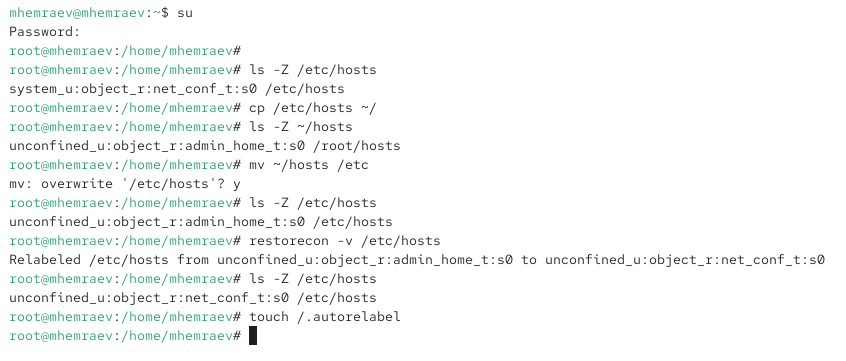 mhemraev@mhemraev:~$ su
Password:
root@mhemraev:/home/mhemraev#
root@mhemraev:/home/mhemraev# ls -Z /etc/hosts
system_u:object_r:net_conf_t:s0 /etc/hosts
root@mhemraev:/home/mhemraev# cp /etc/hosts ~/
root@mhemraev:/home/mhemraev# ls -Z ~/hosts
unconfined_u:object_r:admin_home_t:s0 /root/hosts
root@mhemraev:/home/mhemraev# mv ~/hosts /etc
mv: overwrite '/etc/hosts'? y
root@mhemraev:/home/mhemraev# ls -Z /etc/hosts
unconfined_u:object_r:admin_home_t:s0 /etc/hosts
root@mhemraev:/home/mhemraev# restorecon -v /etc/hosts
Relabeled /etc/hosts from unconfined_u:object_r:admin_home_t:s0 to unconfined_u:object_r:net_conf_t:s0
root@mhemraev:/home/mhemraev# ls -Z /etc/hosts
unconfined_u:object_r:net_conf_t:s0 /etc/hosts
root@mhemraev:/home/mhemraev# touch /.autorelabel
root@mhemraev:/home/mhemraev#